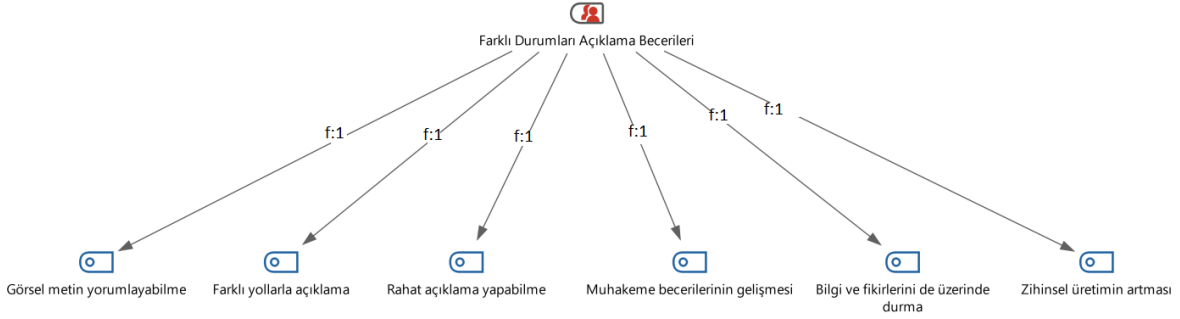 Farklı Durumları Açıklama Becerileri
f:1
f:1
f:1
f:1
f:1
f:1
Görsel metin yorumlayabilme
Farklı yollarla açıklama
Rahat açıklama yapabilme
Muhakeme becerilerinin gelişmesi
Bilgi ve fikirlerini de üzerinde
durma
Zihinsel üretimin artması